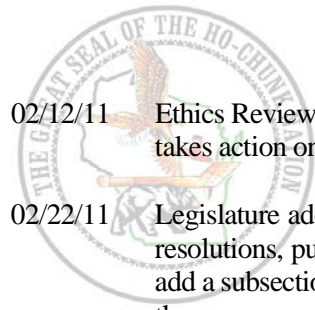 THE GREAT SEAL OF THE HO-CHUNK NATION
02/12/11 Ethics Review
takes action or
02/22/11 Legislature ad
resolutions, pu
add a subsectio